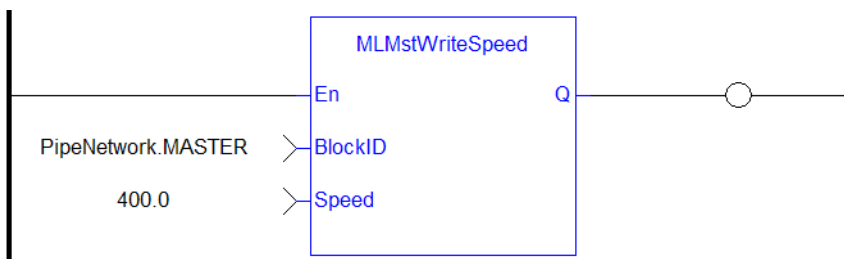 MLMstWriteSpeed
En Q
PipeNetwork.MASTER BlockID
400.0 Speed